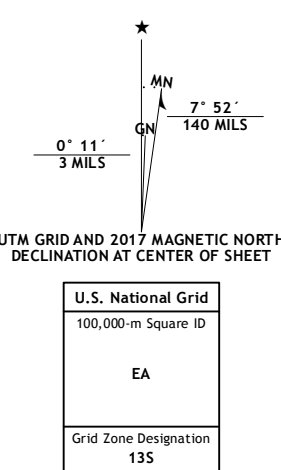 ★
MN
7° 52´
140 MILS
GN
0° 11´
3 MILS
UTM GRID AND 2017 MAGNETIC NORTH
DECLINATION AT CENTER OF SHEET
U.S. National Grid
100,000-m Square ID
EA
Grid Zone Designation
13S